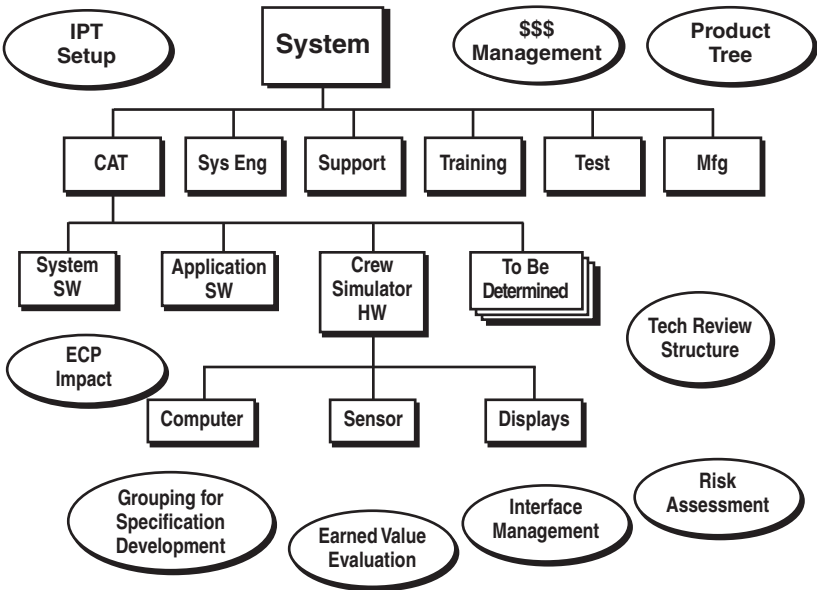 IPT
Setup
System
$$$
Management
Product
Tree
CAT
Sys Eng
Support
Training
Test
Mfg
System
SW
Application
SW
Crew
Simulator
HW
To Be
Determined
Tech Review
Structure
ECP
Impact
Computer
Sensor
Displays
Grouping for
Specification
Development
Earned Value
Evaluation
Interface
Management
Risk
Assessment